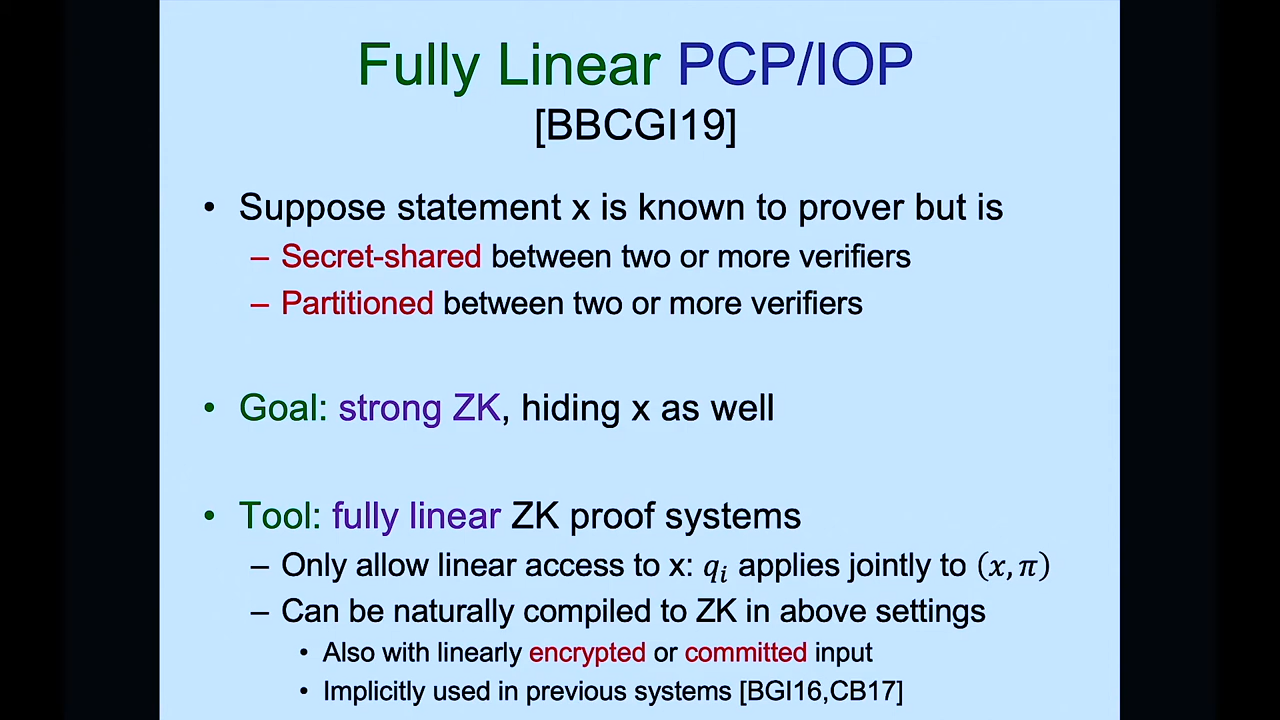 Fully Linear PCP/IOP
[BBCGI19]
• Suppose statement x is known to prover but is
– Secret-shared between two or more verifiers
– Partitioned between two or more verifiers
• Goal: strong ZK, hiding x as well
• Tool: fully linear ZK proof systems
– Only allow linear access to x: qᵢ applies jointly to (x, π)
– Can be naturally compiled to ZK in above settings
• Also with linearly encrypted or committed input
• Implicitly used in previous systems [BGI16,CB17]